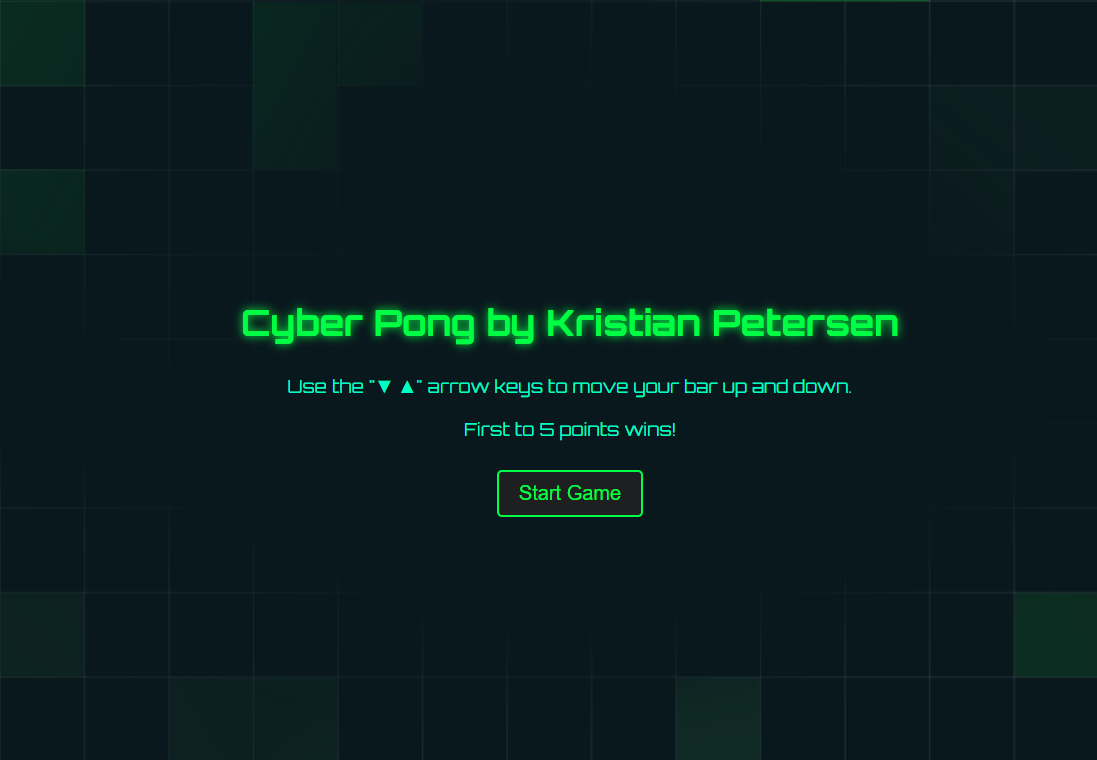 Cyber Pong by Kristian Petersen
Use the "▼ ▲" arrow keys to move your bar up and down.
First to 5 points wins!
Start Game